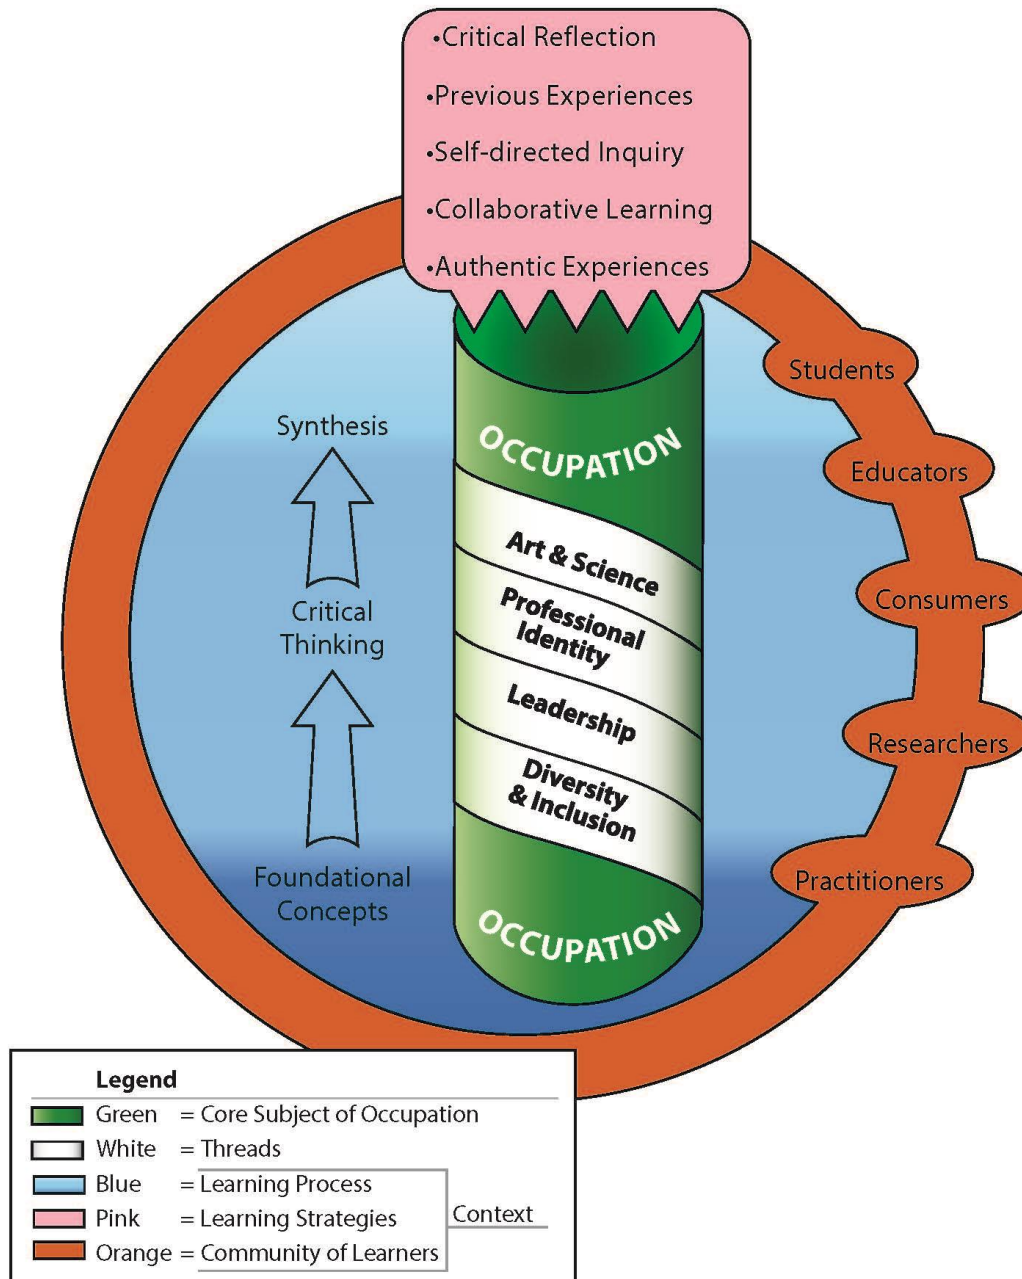 •Critical Reflection
•Previous Experiences
•Self-directed Inquiry
•Collaborative Learning
•Authentic Experiences
Students
Educators
Consumers
Researchers
Practitioners
Synthesis
Critical
Thinking
Foundational
Concepts
OCCUPATION
Art & Science
Professional
Identity
Leadership
Diversity
& Inclusion
OCCUPATION
Legend
Green = Core Subject of Occupation
White = Threads
Blue = Learning Process
Pink = Learning Strategies
Orange = Community of Learners
Context